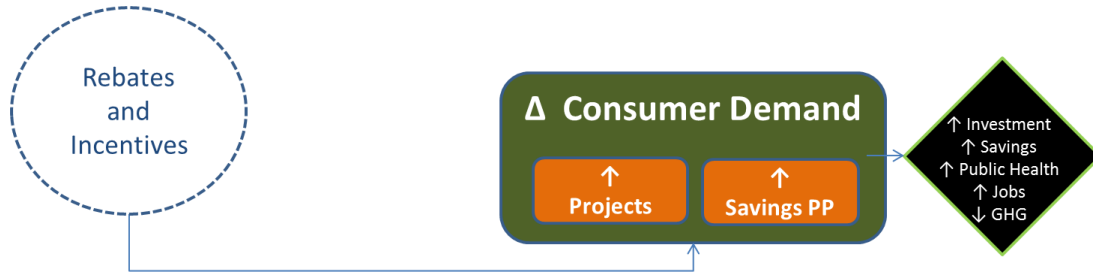 Rebates
and
Incentives
Δ Consumer Demand
↑
Projects
↑
Savings PP
↑ Investment
↑ Savings
↑ Public Health
↑ Jobs
↓ GHG